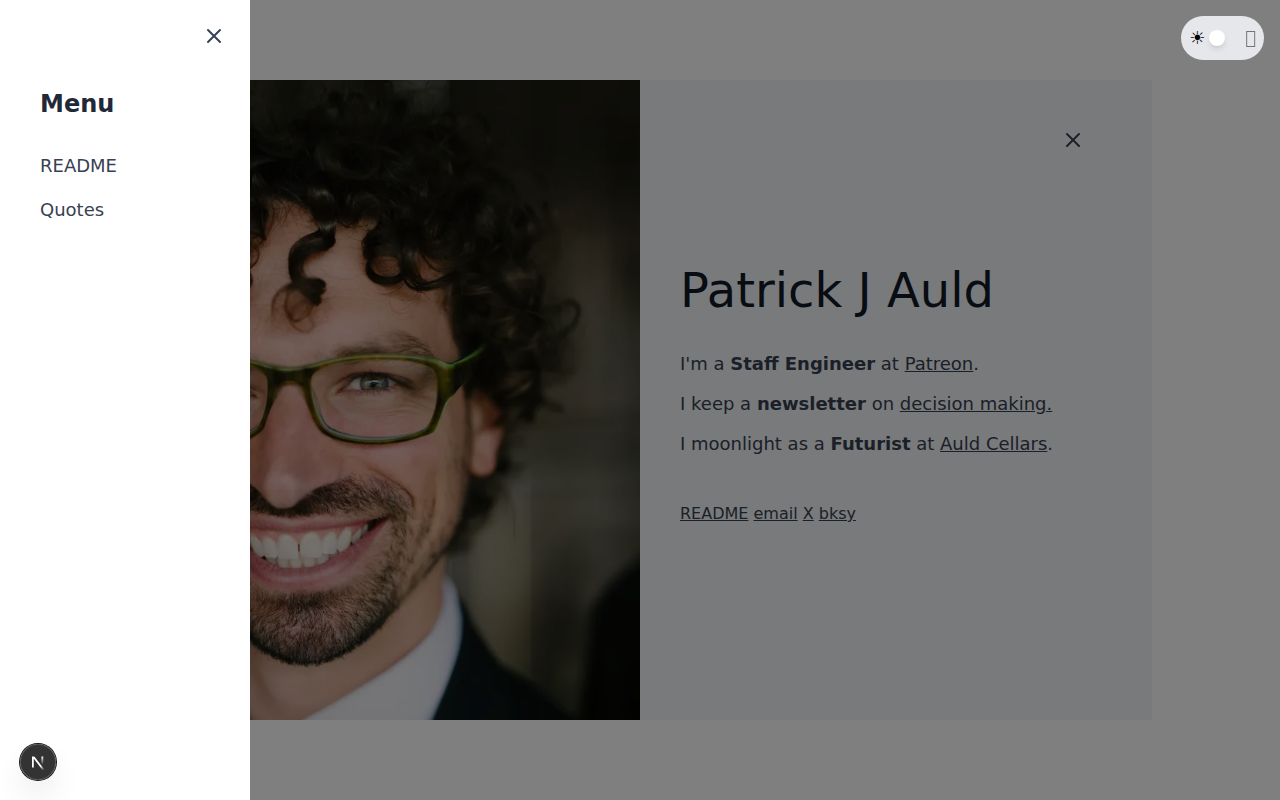 Menu
README
Quotes
Patrick J Auld
I'm a Staff Engineer at Patreon.
I keep a newsletter on decision making.
I moonlight as a Futurist at Auld Cellars.
README email X bksy
N